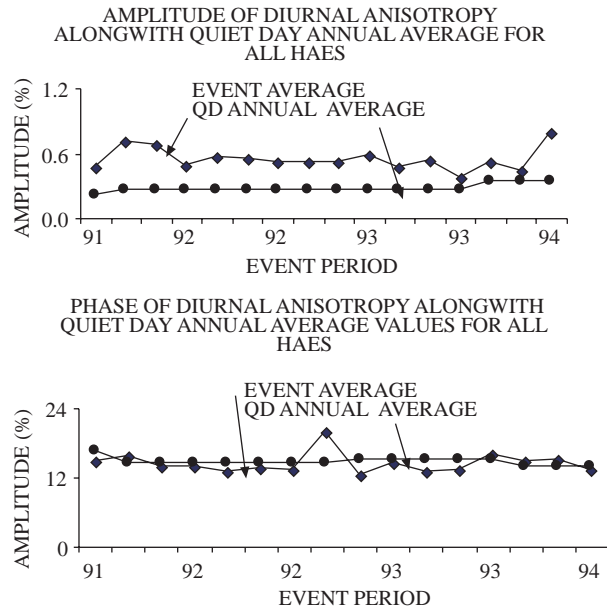 AMPLITUDE OF DIURNAL ANISOTROPY
ALONGWITH QUIET DAY ANNUAL AVERAGE FOR
ALL HAES
AMPLITUDE (%)
1.2
0.6
0.0
EVENT AVERAGE
QD ANNUAL AVERAGE
91 92 92 93 93 94
EVENT PERIOD
PHASE OF DIURNAL ANISOTROPY ALONGWITH
QUIET DAY ANNUAL AVERAGE VALUES FOR ALL
HAES
AMPLITUDE (%)
24
12
0
EVENT AVERAGE
QD ANNUAL AVERAGE
91 92 92 93 93 94
EVENT PERIOD